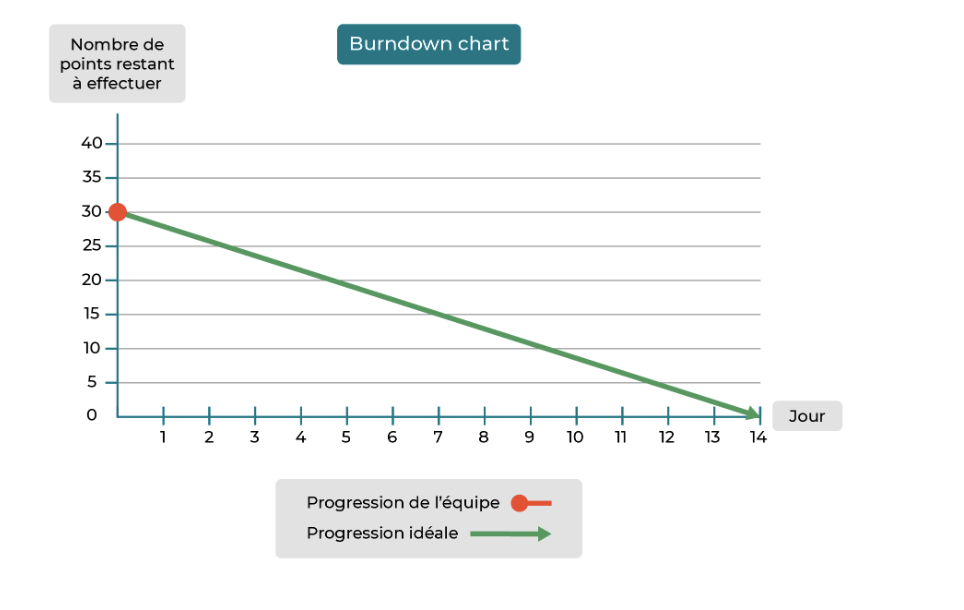 Nombre de
points restant
à effectuer
Burndown chart
40
35
30
25
20
15
10
5
0
1 2 3 4 5 6 7 8 9 10 11 12 13 14
Jour
Progression de l'équipe
Progression idéale